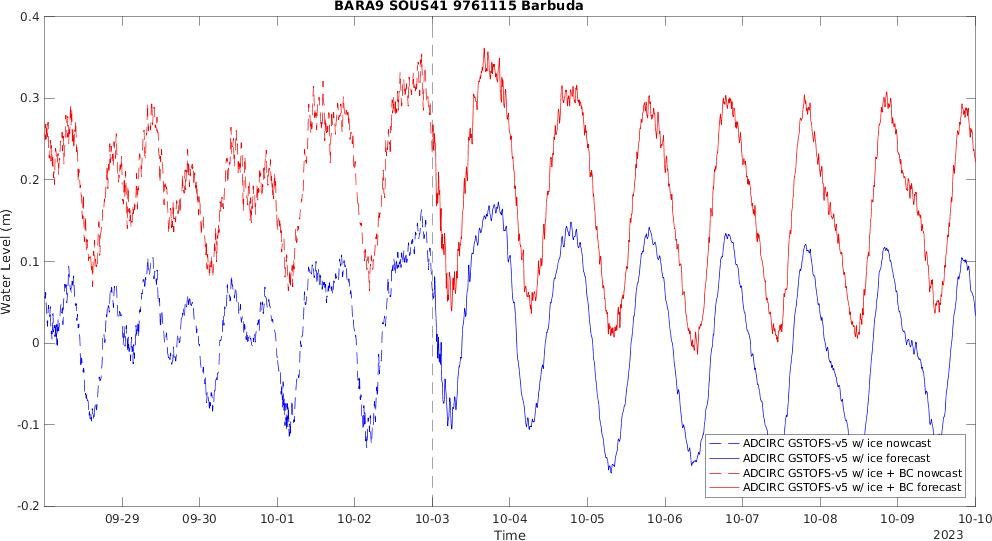 BARA9 SOUS41 9761115 Barbuda
0.4
0.3
0.2
0.1
0
-0.1
-0.2
Water Level (m)
ADCIRC GSTOFS-v5 w/ ice nowcast
ADCIRC GSTOFS-v5 w/ ice forecast
ADCIRC GSTOFS-v5 w/ ice + BC nowcast
ADCIRC GSTOFS-v5 w/ ice + BC forecast
09-29 09-30 10-01 10-02 10-03 10-04 10-05 10-06 10-07 10-08 10-09 10-10
Time
2023